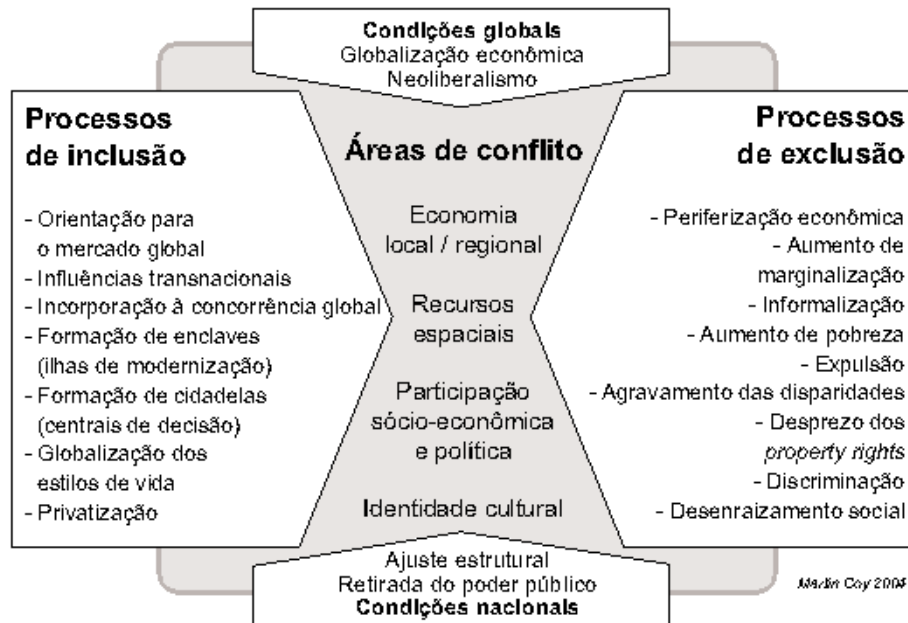 Condições globais
Globalização econômica
Neoliberalismo
Processos
de inclusão
- Orientação para
o mercado global
- Influências transnacionais
- Incorporação à concorrência global
- Formação de enclaves
(ilhas de modernização)
- Formação de cidadelas
(centrais de decisão)
- Globalização dos
estilos de vida
- Privatização
Áreas de conflito
Economia
local / regional
Recursos
espaciais
Participação
sócio-econômica
e política
Identidade cultural
Processos
de exclusão
- Periferização econômica
- Aumento de
marginalização
- Informalização
- Aumento de pobreza
- Expulsão
- Agravamento das disparidades
- Desprezo dos
property rights
- Discriminação
- Desenraizamento social
Ajuste estrutural
Retirada do poder público
Condições nacionais
Martin Coy 2004